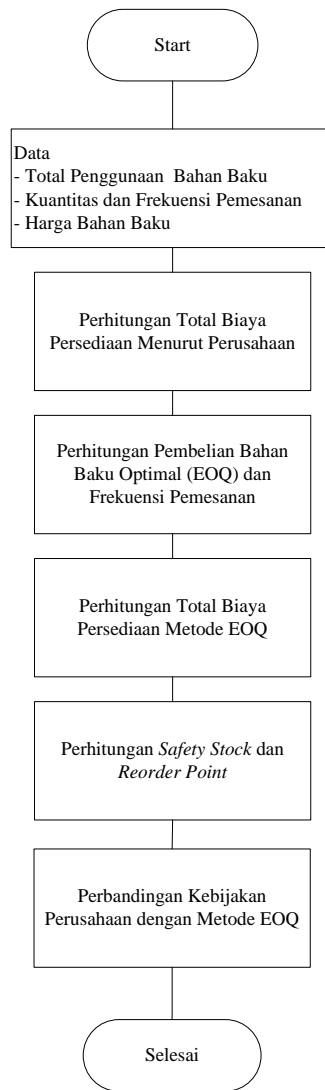 Start
Data
- Total Penggunaan Bahan Baku
- Kuantitas dan Frekuensi Pemesanan
- Harga Bahan Baku
Perhitungan Total Biaya
Persediaan Menurut Perusahaan
Perhitungan Pembelian Bahan
Baku Optimal (EOQ) dan
Frekuensi Pemesanan
Perhitungan Total Biaya
Persediaan Metode EOQ
Perhitungan Safety Stock dan
Reorder Point
Perbandingan Kebijakan
Perusahaan dengan Metode EOQ
Selesai